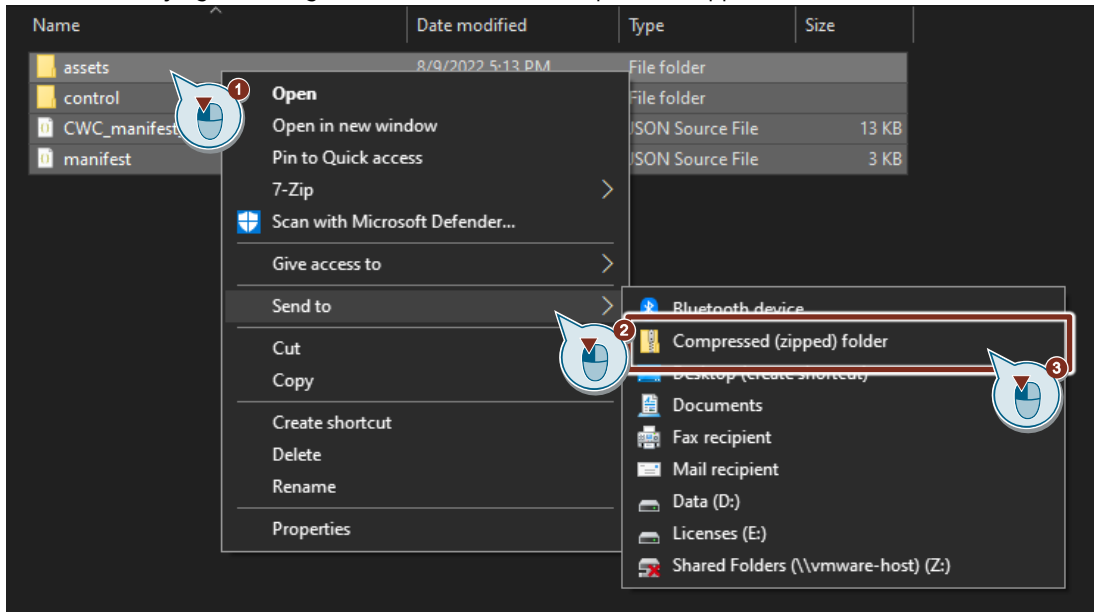 Name Date modified Type Size
assets 8/9/2022 5:13 PM File folder
control File folder
CWC_manifest JSON Source File 13 KB
manifest JSON Source File 3 KB
1
Open
Open in new window
Pin to Quick access
7-Zip
Scan with Microsoft Defender...
Give access to
Send to
Cut
Copy
Create shortcut
Delete
Rename
Properties
Bluetooth device
2
Compressed (zipped) folder
3
Desktop (create shortcut)
Documents
Fax recipient
Mail recipient
Data (D:)
Licenses (E:)
Shared Folders (\\vmware-host) (Z:)